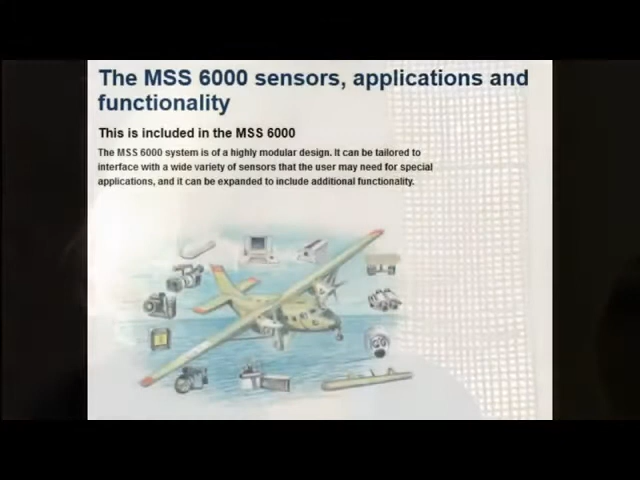 The MSS 6000 sensors, applications and
functionality
This is included in the MSS 6000
The MSS 6000 system is of a highly modular design. It can be tailored to
interface with a wide variety of sensors that the user may need for special
applications, and it can be expanded to include additional functionality.